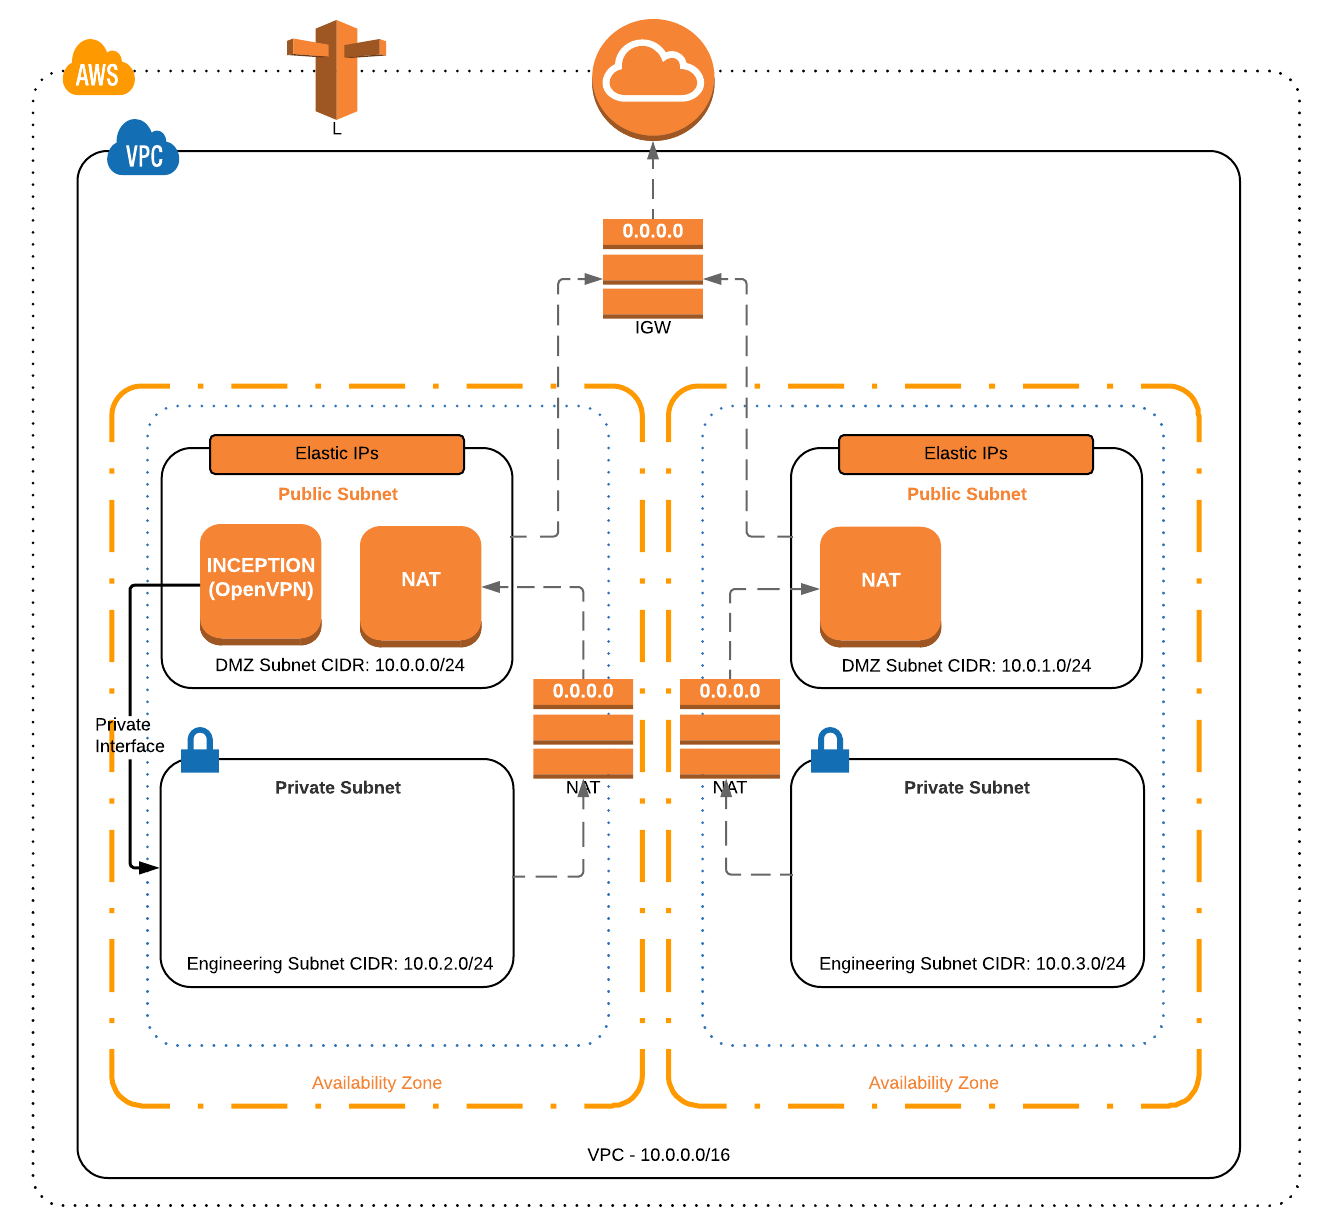 AWS
L
VPC
0.0.0.0
IGW
Elastic IPs
Public Subnet
INCEPTION
(OpenVPN)
NAT
DMZ Subnet CIDR: 10.0.0.0/24
Elastic IPs
Public Subnet
NAT
DMZ Subnet CIDR: 10.0.1.0/24
0.0.0.0
NAT
0.0.0.0
NAT
Private
Interface
Private Subnet
Engineering Subnet CIDR: 10.0.2.0/24
Private Subnet
Engineering Subnet CIDR: 10.0.3.0/24
Availability Zone
Availability Zone
VPC - 10.0.0.0/16